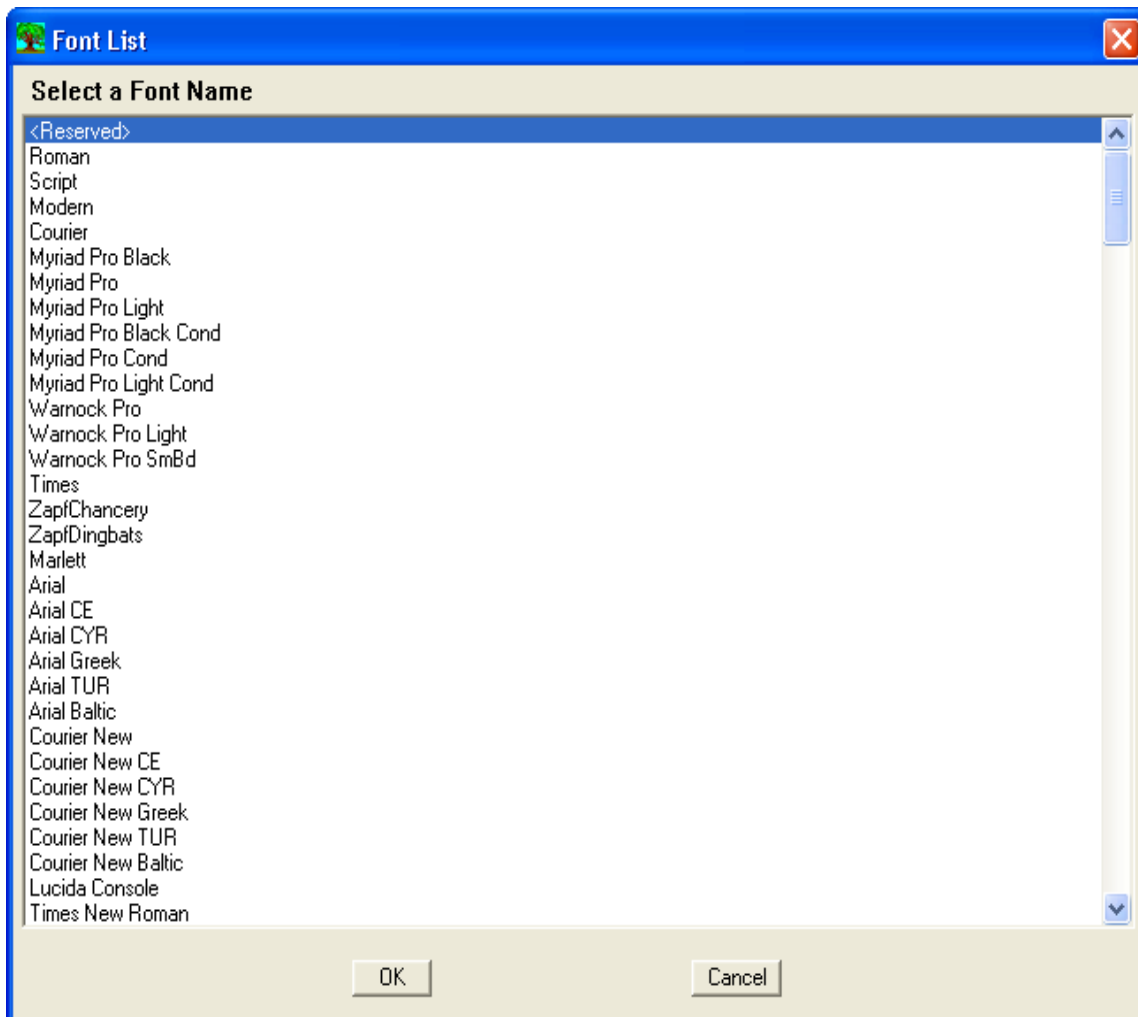 Font List
Select a Font Name
<Reserved>
Roman
Script
Modern
Courier
Myriad Pro Black
Myriad Pro
Myriad Pro Light
Myriad Pro Black Cond
Myriad Pro Cond
Myriad Pro Light Cond
Warnock Pro
Warnock Pro Light
Warnock Pro SmBd
Times
ZapfChancery
ZapfDingbats
Marlett
Arial
Arial CE
Arial CYR
Arial Greek
Arial TUR
Arial Baltic
Courier New
Courier New CE
Courier New CYR
Courier New Greek
Courier New TUR
Courier New Baltic
Lucida Console
Times New Roman
OK Cancel